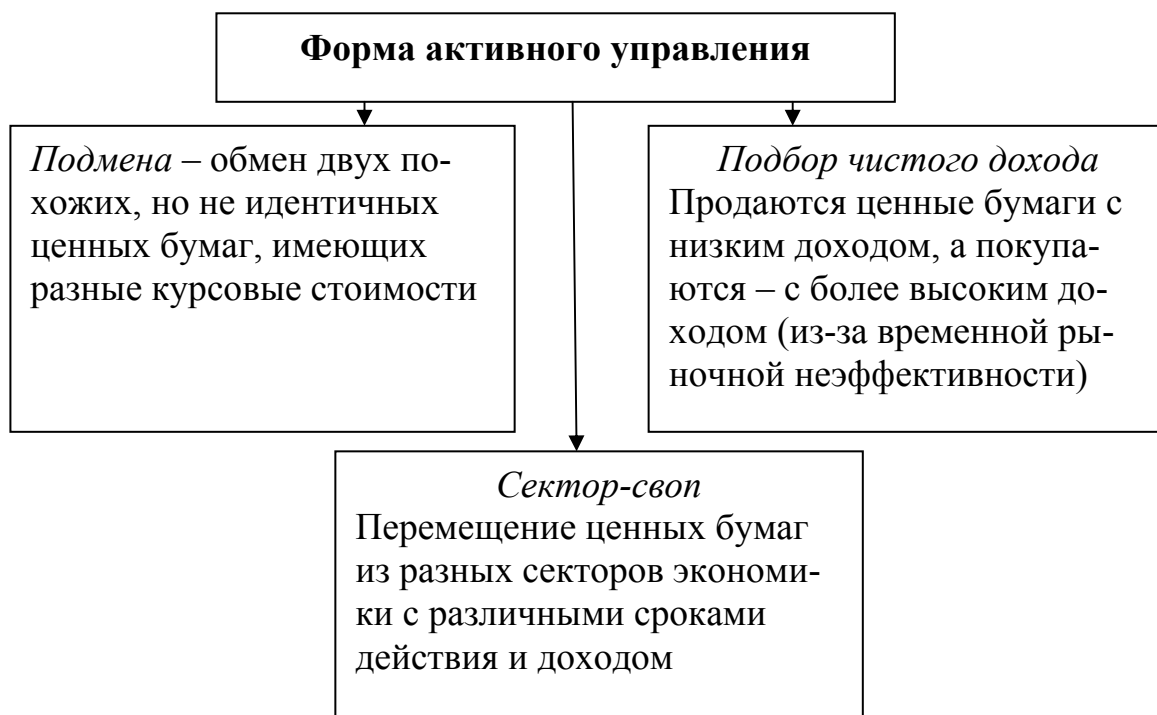 Форма активного управления
Подмена – обмен двух по-
хожих, но не идентичных
ценных бумаг, имеющих
разные курсовые стоимости
Подбор чистого дохода
Продаются ценные бумаги с
низким доходом, а покупа-
ются – с более высоким до-
ходом (из-за временной ры-
ночной неэффективности)
Сектор-своп
Перемещение ценных бумаг
из разных секторов экономи-
ки с различными сроками
действия и доходом